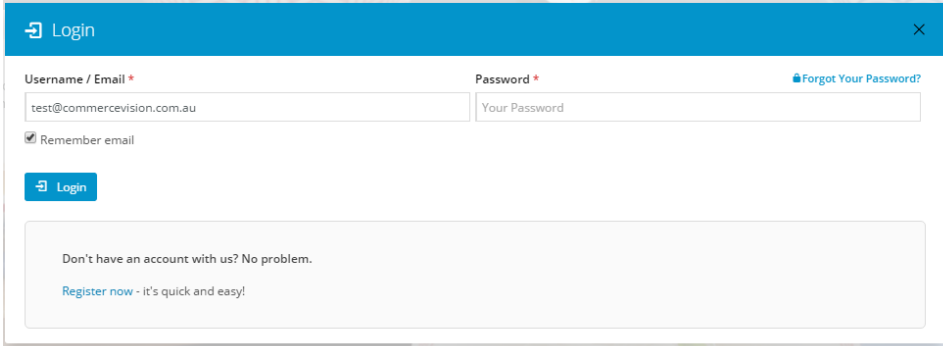 Login
Username / Email *
Password *
Forgot Your Password?
test@commercevision.com.au
Your Password
Remember email
Login
Don't have an account with us? No problem.
Register now - it's quick and easy!